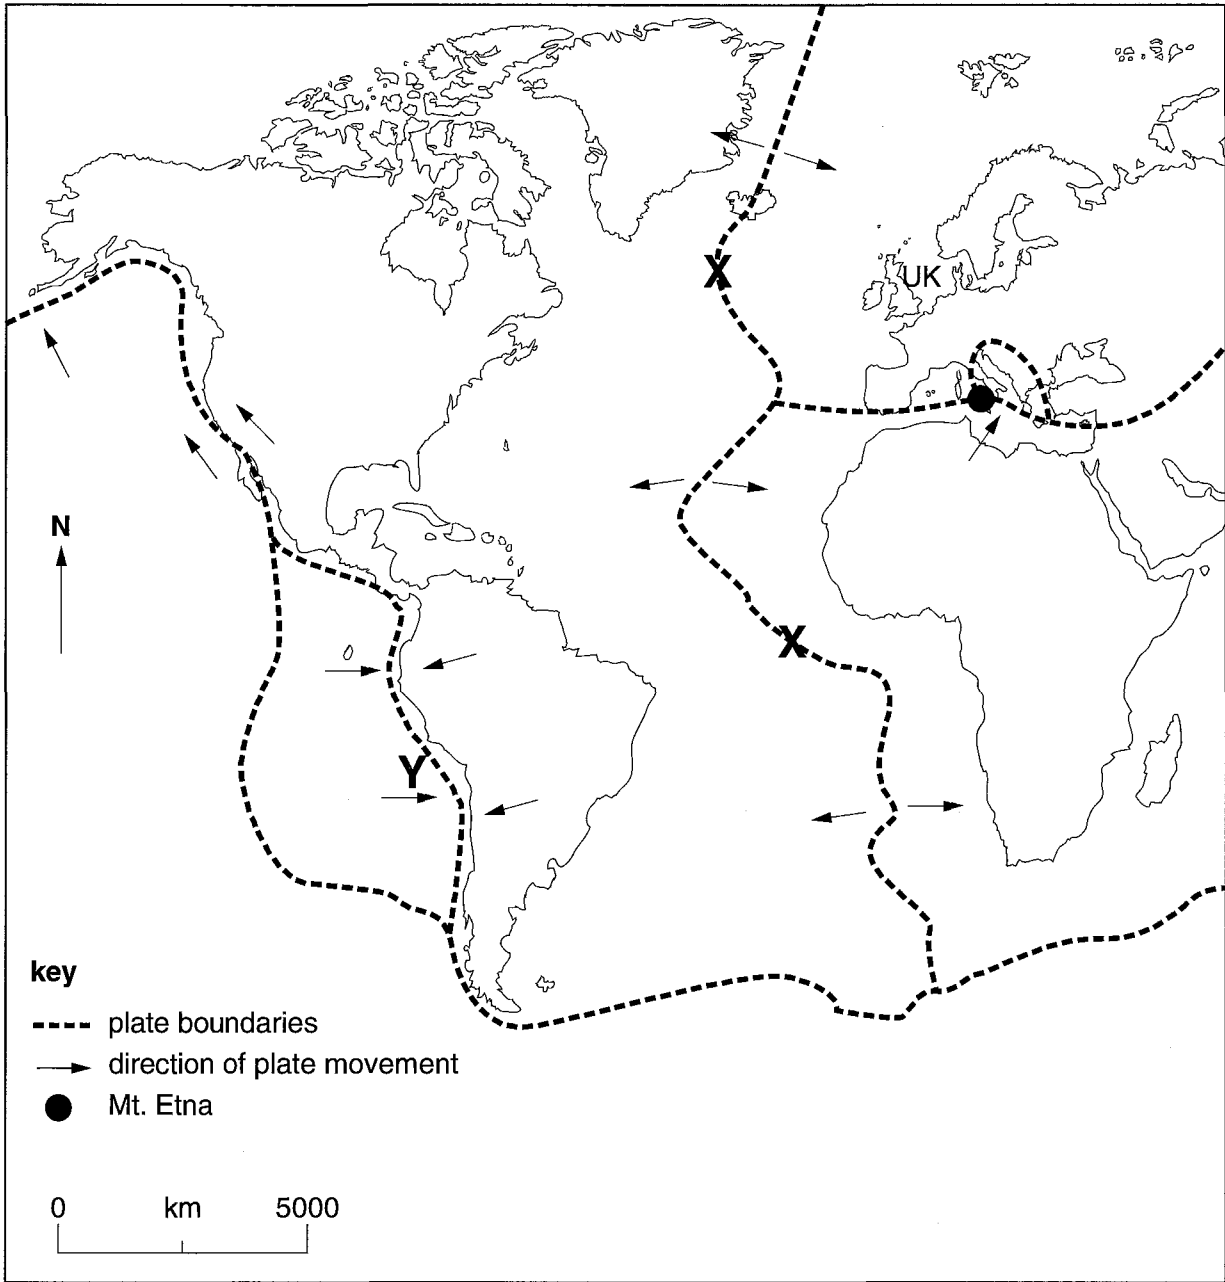 X
UK
N
X
Y
key
plate boundaries
direction of plate movement
Mt. Etna
0 km 5000